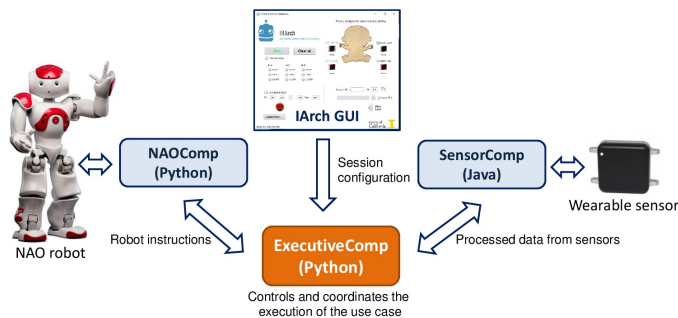 IIArch
IArch GUI
NAOComp
(Python)
Session
configuration
SensorComp
(Java)
Wearable sensor
Robot instructions
ExecutiveComp
(Python)
Processed data from sensors
NAO robot
Controls and coordinates the
execution of the use case